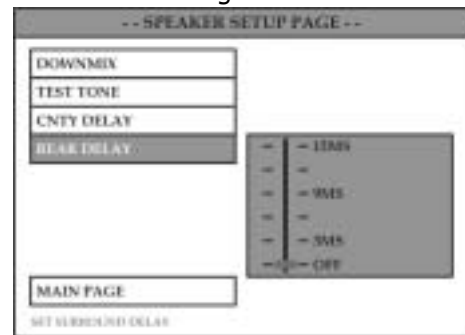 - - SPEAKER SETUP PAGE - -
DOWNMIX
TEST TONE
CNTY DELAY
REAR DELAY
15MS
9MS
3MS
OFF
MAIN PAGE
SET SURROUND DELAY